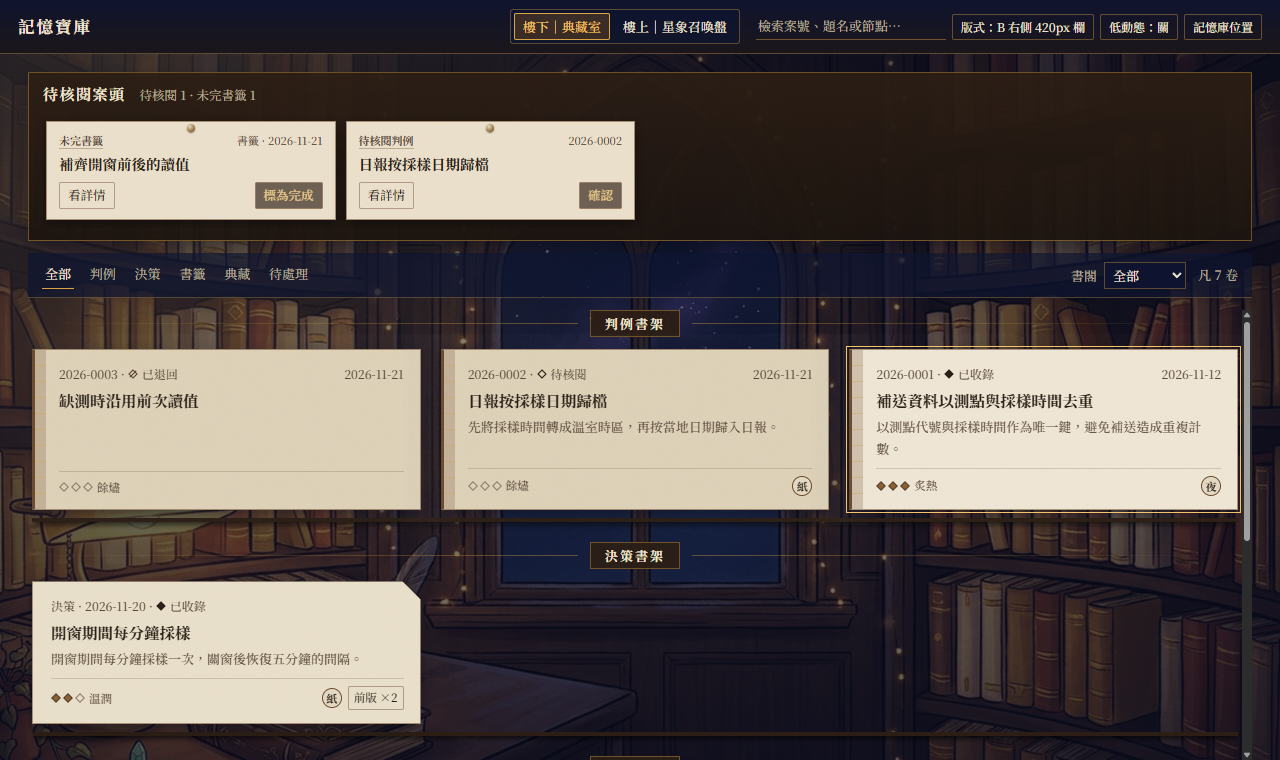 記憶寶庫
樓下｜典藏室 樓上｜星象召喚盤 檢索案號、題名或節點⋯ 版式：B 右側 420px 欄 低動態：關 記憶庫位置
待核閱案頭 待核閱 1 · 未完書籤 1
未完書籤 書籤 · 2026-11-21
補齊開窗前後的讀值
看詳情 標為完成
待核閱判例 2026-0002
日報按採樣日期歸檔
看詳情 確認
全部 判例 決策 書籤 典藏 待處理 書閣 全部 凡 7 卷
判例書架
2026-0003 · 已退回 2026-11-21
缺測時沿用前次讀值
◇◇◇ 餘燼
2026-0002 · ◇ 待核閱 2026-11-21
日報按採樣日期歸檔
先將採樣時間轉成溫室時區，再按當地日期歸入日報。
◇◇◇ 餘燼 紙
2026-0001 · ◆ 已收錄 2026-11-12
補送資料以測點與採樣時間去重
以測點代號與採樣時間作為唯一鍵，避免補送造成重複計
數。
◆◆◆ 炙熱 夜
決策書架
決策 · 2026-11-20 · ◆ 已收錄
開窗期間每分鐘採樣
開窗期間每分鐘採樣一次，關窗後恢復五分鐘的間隔。
◆◆◇ 溫潤 紙 前版 ×2